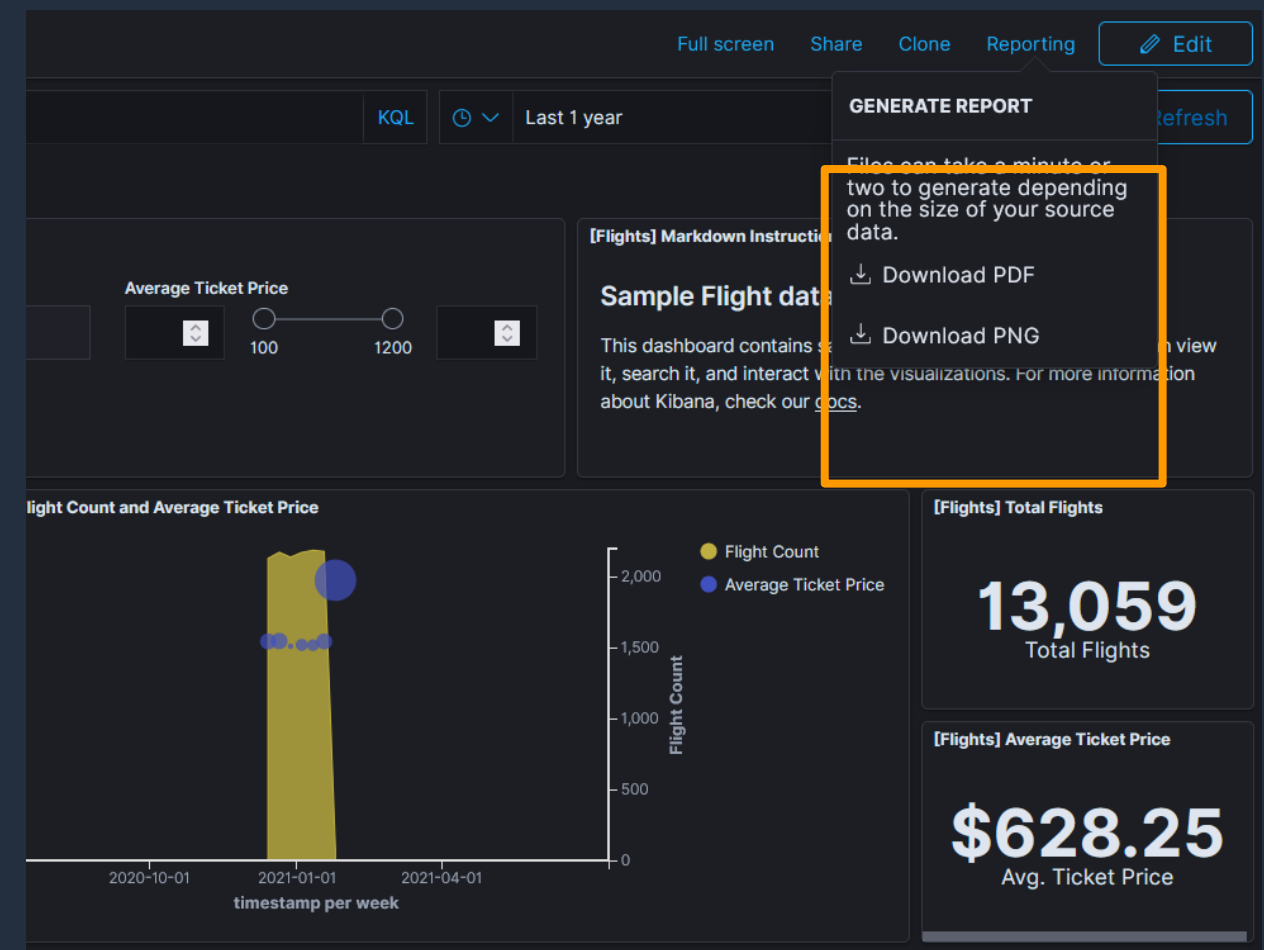 Full screen Share Clone Reporting Edit
KQL Last 1 year
GENERATE REPORT
Refresh
Files can take a minute or
two to generate depending
on the size of your source
data.
Download PDF
Download PNG
Average Ticket Price
100 1200
[Flights] Markdown
Sample Flight
This dashboard contains view
it, search it, and interact with the visualizations. For more information
about Kibana, check our docs.
Flight Count and Average Ticket Price
Flight Count
Average Ticket Price
2,000
1,500
1,000
500
0
Flight Count
2020-10-01 2021-01-01 2021-04-01
timestamp per week
[Flights] Total Flights
13,059
Total Flights
[Flights] Average Ticket Price
$628.25
Avg. Ticket Price